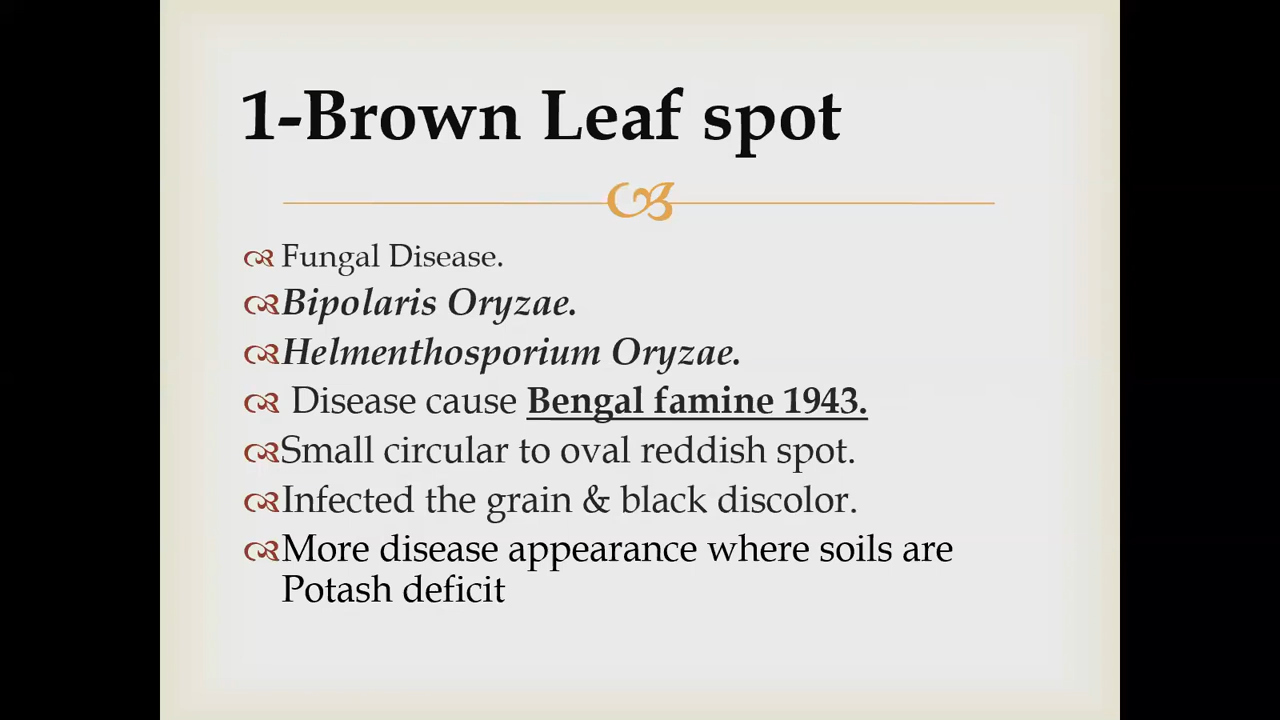 1-Brown Leaf spot
Fungal Disease.
Bipolaris Oryzae.
Helmenthosporium Oryzae.
Disease cause Bengal famine 1943.
Small circular to oval reddish spot.
Infected the grain & black discolor.
More disease appearance where soils are
Potash deficit